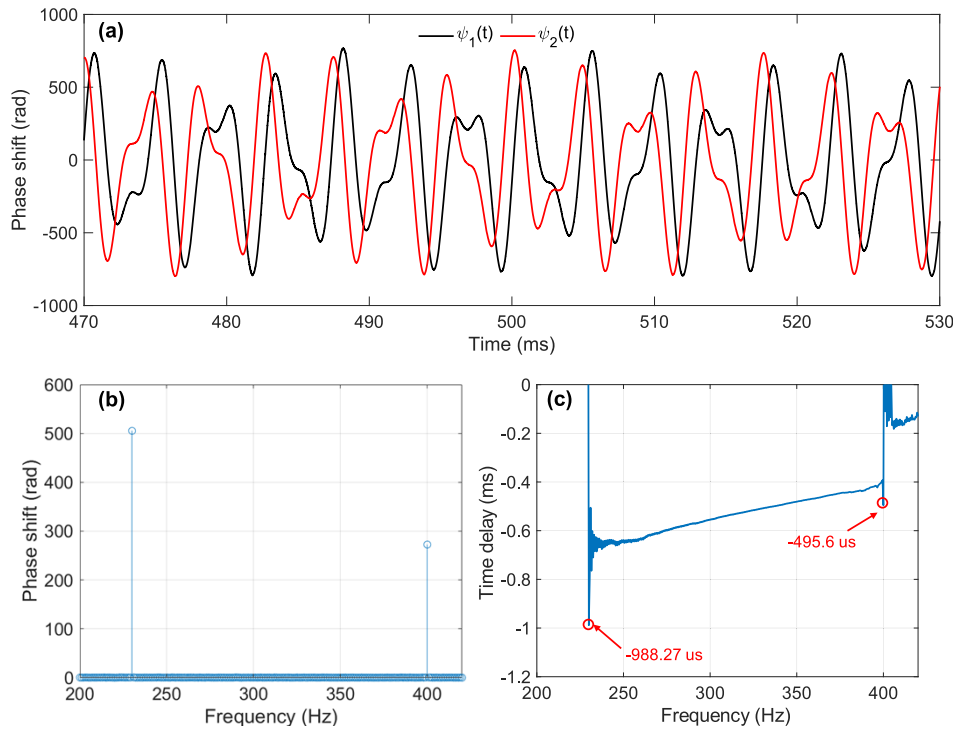 (a)
ψ1(t) ψ2(t)
1000
500
0
-500
-1000
Phase shift (rad)
470 480 490 500 510 520 530
Time (ms)
(b)
600
500
400
300
200
100
0
Phase shift (rad)
200 250 300 350 400
Frequency (Hz)
(c)
0
-0.2
-0.4
-0.6
-0.8
-1
-1.2
Time delay (ms)
-495.6 us
-988.27 us
200 250 300 350 400
Frequency (Hz)